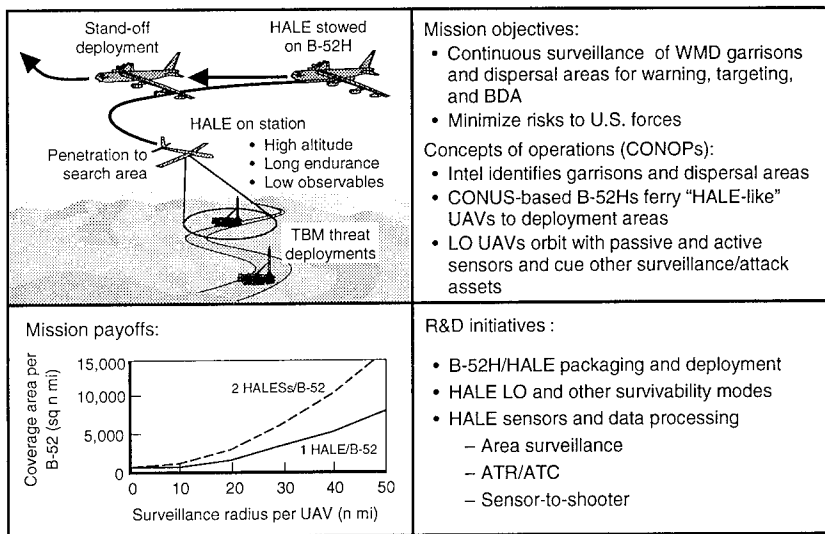 Stand-off
deployment
HALE stowed
on B-52H
HALE on station
• High altitude
• Long endurance
• Low observables
Penetration to
search area
TBM threat
deployments
Mission objectives:
• Continuous surveillance of WMD garrisons
and dispersal areas for warning, targeting,
and BDA
• Minimize risks to U.S. forces
Concepts of operations (CONOPs):
• Intel identifies garrisons and dispersal areas
• CONUS-based B-52Hs ferry “HALE-like”
UAVs to deployment areas
• LO UAVs orbit with passive and active
sensors and cue other surveillance/attack
assets
Mission payoffs:
Coverage area per
B-52 (sq n mi)
15,000
10,000
5,000
0
2 HALESs/B-52
1 HALE/B-52
0 10 20 30 40 50
Surveillance radius per UAV (n mi)
R&D initiatives :
• B-52H/HALE packaging and deployment
• HALE LO and other survivability modes
• HALE sensors and data processing
– Area surveillance
– ATR/ATC
– Sensor-to-shooter